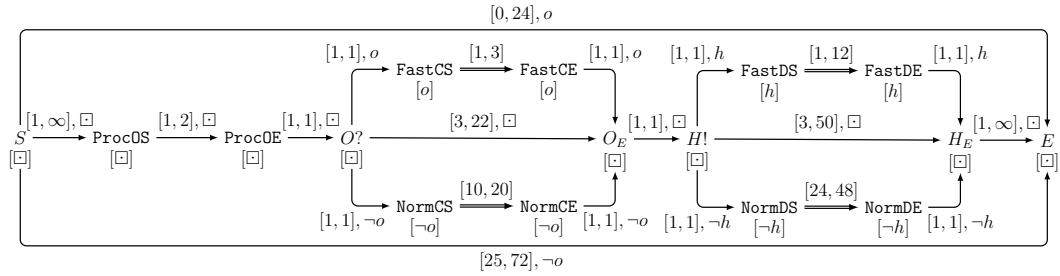 [0, 24], o
[1, 1], o [1, 3] [1, 1], o [1, 1], h [1, 12] [1, 1], h
FastCS FastCE FastDS FastDE
[o] [o] [h] [h]
[1, ∞], ⊡ [1, 2], ⊡ [1, 1], ⊡ [3, 22], ⊡ [1, 1], ⊡ [3, 50], ⊡ [1, ∞], ⊡
S ProcOS ProcOE O? O_E H! H_E E
[⊡] [⊡] [⊡] [⊡] [⊡] [⊡] [⊡] [⊡]
[10, 20] [24, 48]
NormCS NormCE NormDS NormDE
[1, 1], ¬o [¬o] [¬o] [1, 1], ¬o [1, 1], ¬h [¬h] [¬h] [1, 1], ¬h
[25, 72], ¬o